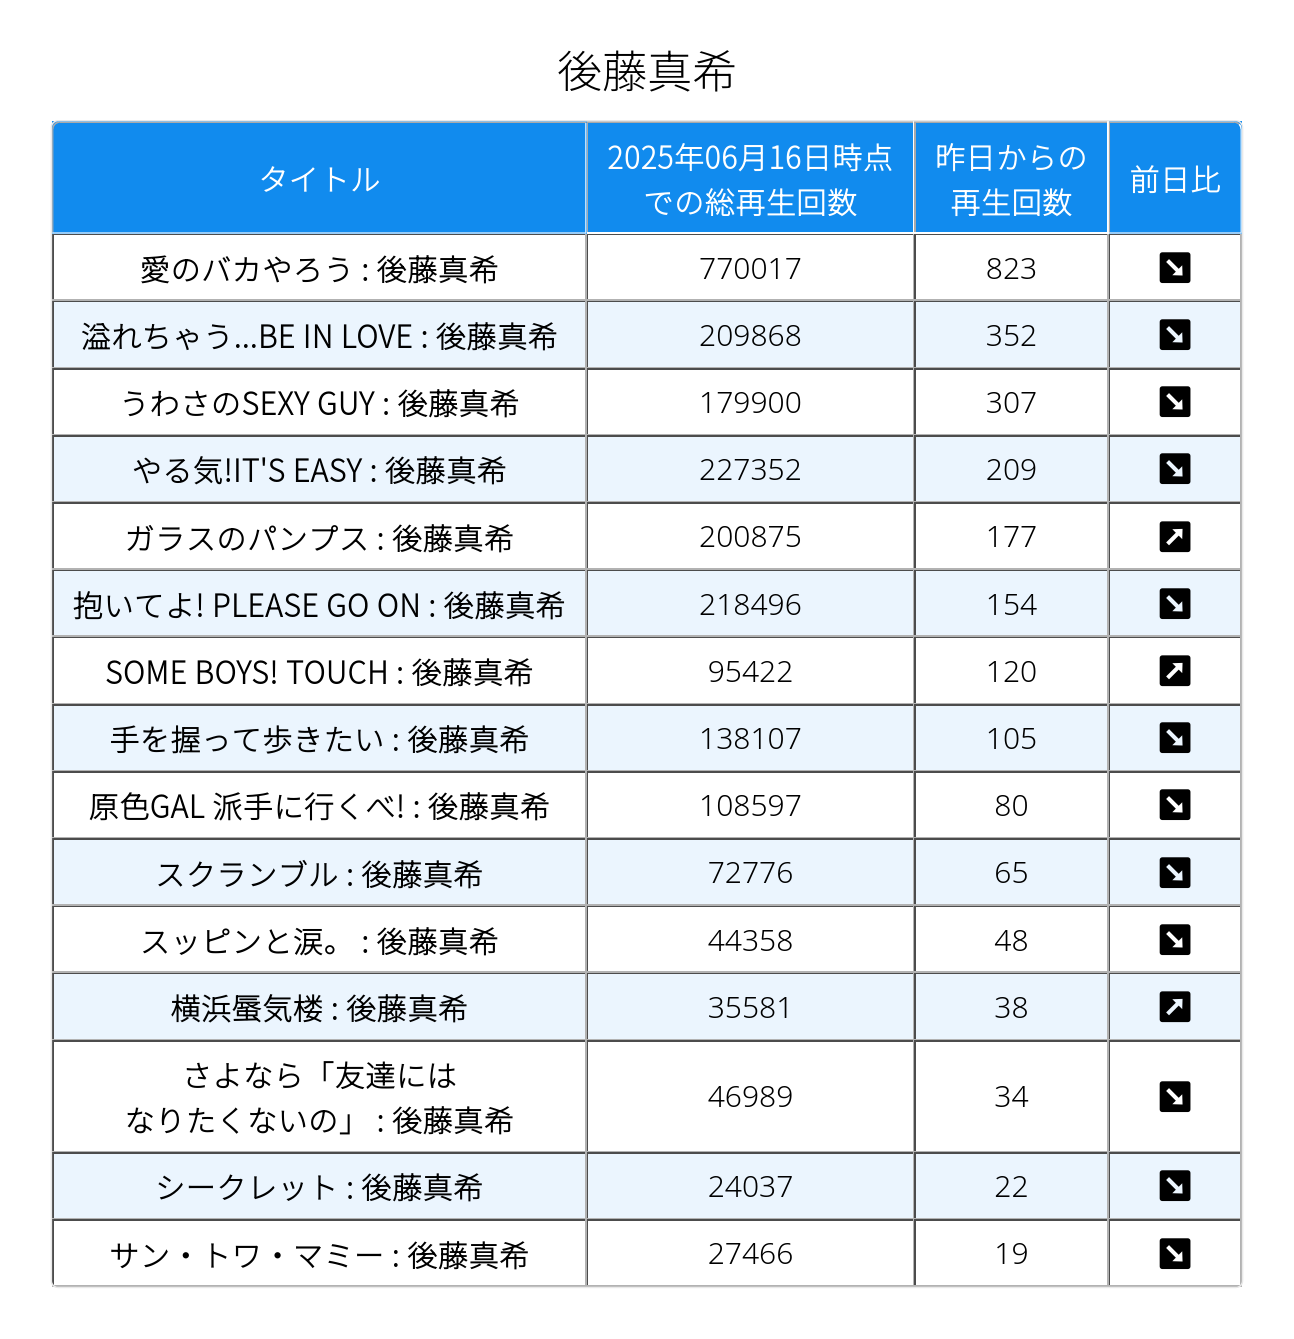 後藤真希
タイトル
2025年06月16日時点
での総再生回数
昨日からの
再生回数
前日比
愛のバカやろう : 後藤真希 770017 823 ↘
溢れちゃう...BE IN LOVE : 後藤真希 209868 352 ↘
うわさのSEXY GUY : 後藤真希 179900 307 ↘
やる気!IT'S EASY : 後藤真希 227352 209 ↘
ガラスのパンプス : 後藤真希 200875 177 ↗
抱いてよ! PLEASE GO ON : 後藤真希 218496 154 ↘
SOME BOYS! TOUCH : 後藤真希 95422 120 ↗
手を握って歩きたい : 後藤真希 138107 105 ↘
原色GAL 派手に行くべ! : 後藤真希 108597 80 ↘
スクランブル : 後藤真希 72776 65 ↘
スッピンと涙。 : 後藤真希 44358 48 ↘
横浜蜃気楼 : 後藤真希 35581 38 ↗
さよなら「友達には
なりたくないの」 : 後藤真希 46989 34 ↘
シークレット : 後藤真希 24037 22 ↘
サン・トワ・マミー : 後藤真希 27466 19 ↘